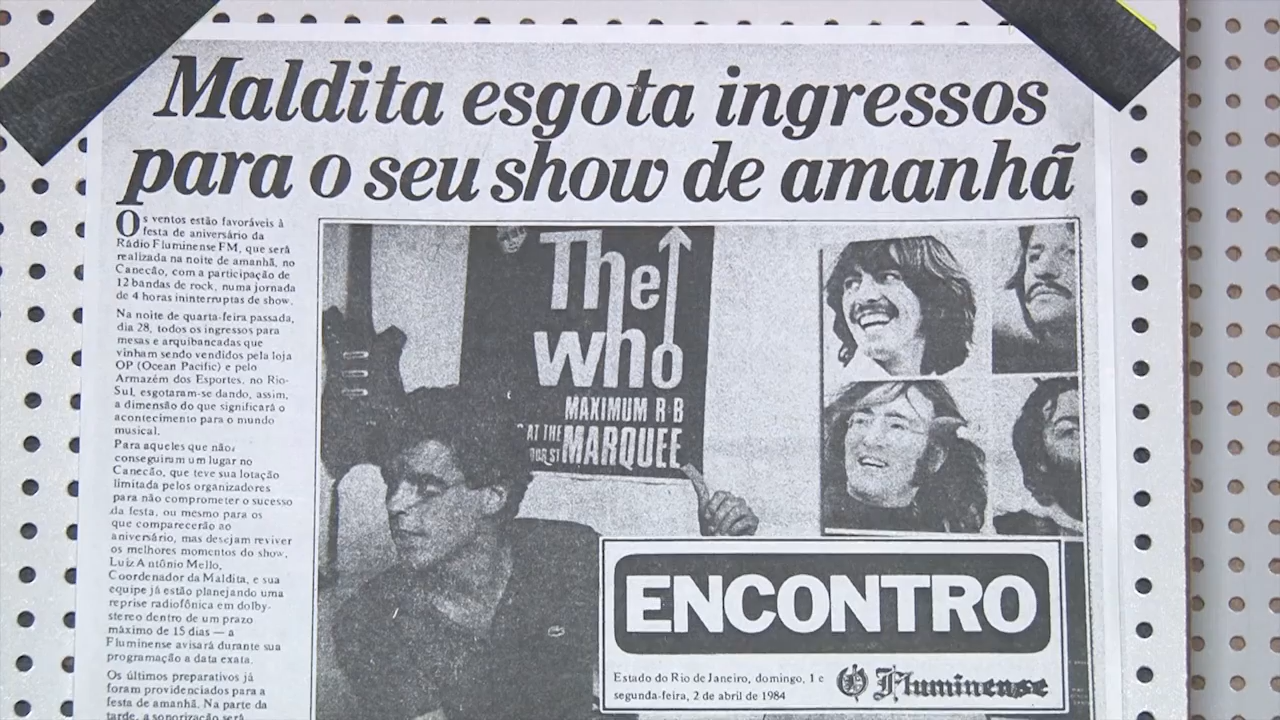 Maldita esgota ingressos
para o seu show de amanhã
Os ventos estão favoráveis à
festa de aniversário da
Rádio Fluminense FM, que será
realizada na noite de amanhã, no
Canecão, com a participação de
12 bandas de rock, numa jornada
de 4 horas ininterruptas de show.
Na noite de quarta-feira passada,
dia 28, todos os ingressos para
mesas e arquibancadas que
vinham sendo vendidos pela loja
OP (Ocean Pacific) e pelo
Armazém dos Esportes, no Rio-
Sul, esgotaram-se dando, assim,
a dimensão do que significará o
acontecimento para o mundo
musical.
Para aqueles que não
conseguiram um lugar no
Canecão, que teve sua lotação
limitada pelos organizadores
para não comprometer o sucesso
da festa, ou mesmo para os
que comparecerão ao
aniversário, mas desejam reviver
os melhores momentos do show,
Luiz Antônio Mello,
Coordenador da Maldita, e sua
equipe já estão planejando uma
reprise radiofônica em dolby-
stereo dentro de um prazo
máximo de 15 dias — a
Fluminense avisará durante sua
programação a data exata.
Os últimos preparativos já
foram providenciados para a
festa de amanhã. Na parte da
tarde, a sonorização será
The
Who
MAXIMUM R·B
AT THE
MARQUEE
ENCONTRO
Estado do Rio de Janeiro, domingo, 1 e
segunda-feira, 2 de abril de 1984
O Fluminense